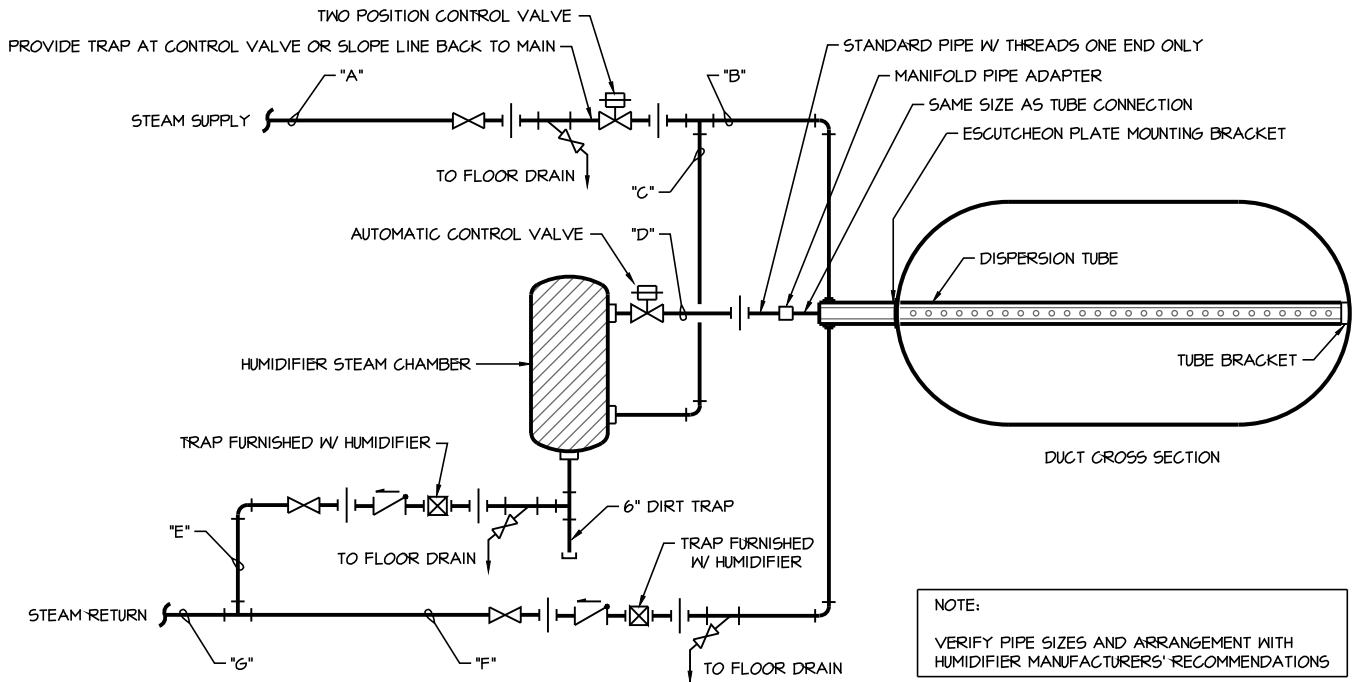 TWO POSITION CONTROL VALVE
PROVIDE TRAP AT CONTROL VALVE OR SLOPE LINE BACK TO MAIN
STANDARD PIPE W/ THREADS ONE END ONLY
"A"
"B"
MANIFOLD PIPE ADAPTER
SAME SIZE AS TUBE CONNECTION
STEAM SUPPLY
ESCUTCHEON PLATE MOUNTING BRACKET
TO FLOOR DRAIN
"C"
AUTOMATIC CONTROL VALVE
"D"
DISPERSION TUBE
HUMIDIFIER STEAM CHAMBER
TUBE BRACKET
TRAP FURNISHED W/ HUMIDIFIER
DUCT CROSS SECTION
6" DIRT TRAP
"E"
TO FLOOR DRAIN
TRAP FURNISHED
W/ HUMIDIFIER
STEAM RETURN
"G"
"F"
TO FLOOR DRAIN
NOTE:
VERIFY PIPE SIZES AND ARRANGEMENT WITH
HUMIDIFIER MANUFACTURERS' RECOMMENDATIONS